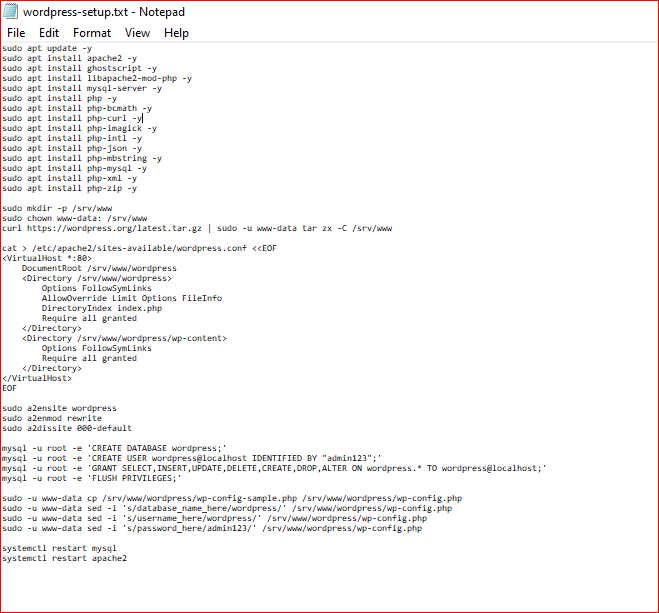 wordpress-setup.txt - Notepad
File Edit Format View Help
sudo apt update -y
sudo apt install apache2 -y
sudo apt install ghostscript -y
sudo apt install libapache2-mod-php -y
sudo apt install mysql-server -y
sudo apt install php -y
sudo apt install php-bcmath -y
sudo apt install php-curl -y
sudo apt install php-imagick -y
sudo apt install php-intl -y
sudo apt install php-json -y
sudo apt install php-mbstring -y
sudo apt install php-mysql -y
sudo apt install php-xml -y
sudo apt install php-zip -y
sudo mkdir -p /srv/www
sudo chown www-data: /srv/www
curl https://wordpress.org/latest.tar.gz | sudo -u www-data tar zx -C /srv/www
cat > /etc/apache2/sites-available/wordpress.conf <<EOF
<VirtualHost *:80>
    DocumentRoot /srv/www/wordpress
    <Directory /srv/www/wordpress>
        Options FollowSymLinks
        AllowOverride Limit Options FileInfo
        DirectoryIndex index.php
        Require all granted
    </Directory>
    <Directory /srv/www/wordpress/wp-content>
        Options FollowSymLinks
        Require all granted
    </Directory>
</VirtualHost>
EOF
sudo a2ensite wordpress
sudo a2enmod rewrite
sudo a2dissite 000-default
mysql -u root -e 'CREATE DATABASE wordpress;'
mysql -u root -e 'CREATE USER wordpress@localhost IDENTIFIED BY "admin123";'
mysql -u root -e 'GRANT SELECT,INSERT,UPDATE,DELETE,CREATE,DROP,ALTER ON wordpress.* TO wordpress@localhost;'
mysql -u root -e 'FLUSH PRIVILEGES;'
sudo -u www-data cp /srv/www/wordpress/wp-config-sample.php /srv/www/wordpress/wp-config.php
sudo -u www-data sed -i 's/database_name_here/wordpress/' /srv/www/wordpress/wp-config.php
sudo -u www-data sed -i 's/username_here/wordpress/' /srv/www/wordpress/wp-config.php
sudo -u www-data sed -i 's/password_here/admin123/' /srv/www/wordpress/wp-config.php
systemctl restart mysql
systemctl restart apache2